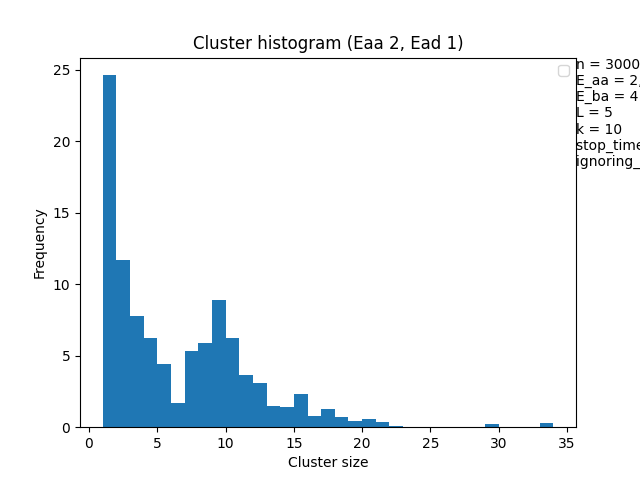 Cluster histogram (Eaa 2, Ead 1)
n = 3000
E_aa = 2,
E_ba = 4
L = 5
k = 10
stop_time
ignoring_
25
20
15
10
5
0
Frequency
0 5 10 15 20 25 30 35
Cluster size